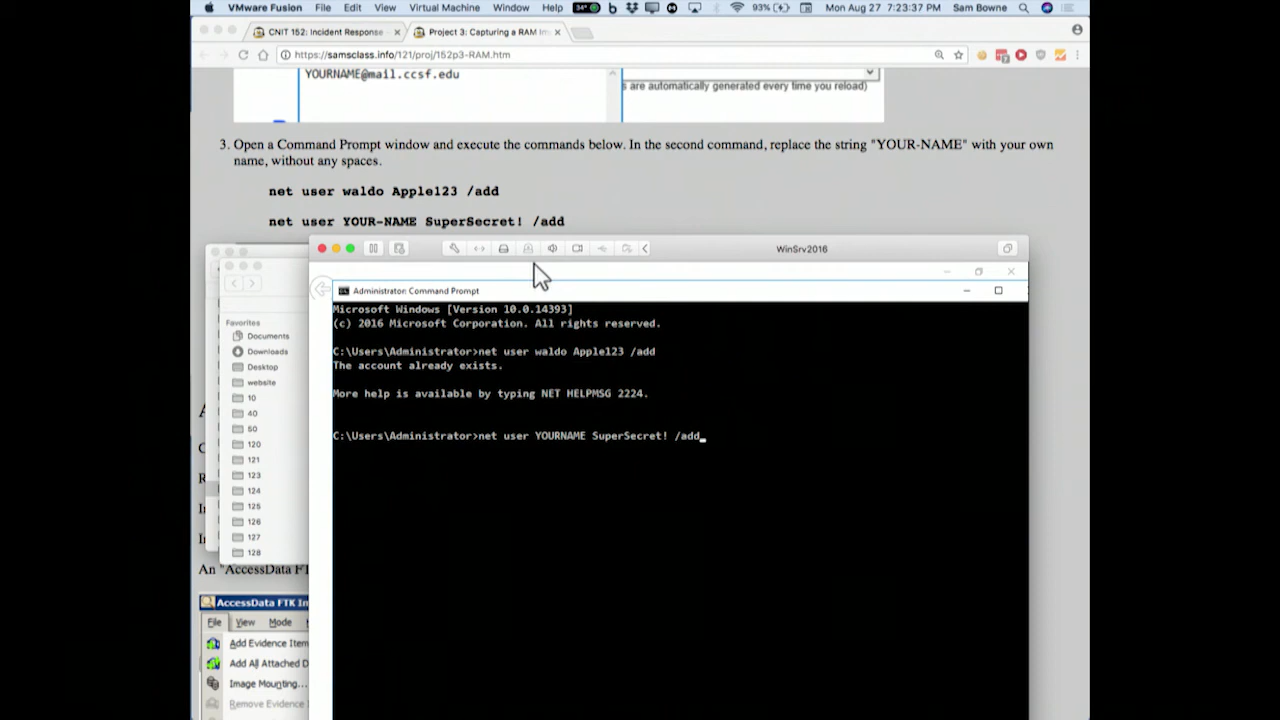 VMware Fusion File Edit View Virtual Machine Window Help 34° 93% Mon Aug 27 7:23:37 PM Sam Bowne
CNIT 152: Incident Response Project 3: Capturing a RAM Im
https://samsclass.info/121/proj/152p3-RAM.htm
YOURNAME@mail.ccsf.edu
s are automatically generated every time you reload)
3. Open a Command Prompt window and execute the commands below. In the second command, replace the string "YOUR-NAME" with your own
name, without any spaces.
net user waldo Apple123 /add
net user YOUR-NAME SuperSecret! /add
WinSrv2016
Administrator: Command Prompt
Microsoft Windows [Version 10.0.14393]
(c) 2016 Microsoft Corporation. All rights reserved.
C:\Users\Administrator>net user waldo Apple123 /add
The account already exists.
More help is available by typing NET HELPMSG 2224.
C:\Users\Administrator>net user YOURNAME SuperSecret! /add_
Favorites
Documents
Downloads
Desktop
website
10
40
50
120
121
123
124
125
126
127
128
An "AccessData FT
AccessData FTK Im
File View Mode
Add Evidence Item
Add All Attached D
Image Mounting...
Remove Evidence